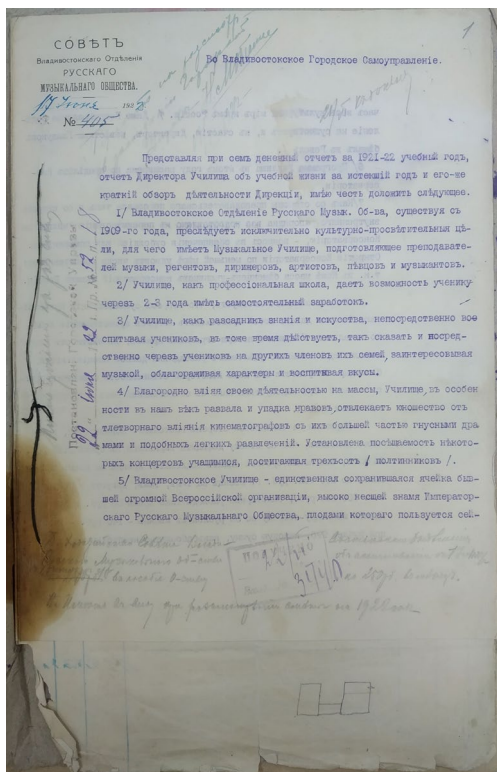 СОВѢТЪ
Владивостокскаго Отдѣленія
РУССКАГО
МУЗЫКАЛЬНАГО ОБЩЕСТВА.
17 Іюня 192
№ 405
1
Во Владивостокское Городское Самоуправленіе.
Представляя при семъ денежный отчетъ за 1921-22 учебный годъ,
отчетъ Директора Училища объ учебной жизни за истекшій годъ и его-же
краткій обзоръ дѣятельности Дирекціи, имѣю честь доложить слѣдующее.
1/ Владивостокское Отдѣленіе Русскаго Музык. Об-ва, существуя съ
1909-го года, преслѣдуетъ исключительно культурно-просвѣтительныя цѣ-
ли, для чего имѣетъ Музыкальное Училище, подготовляющее преподавате-
лей музыки, регентовъ, дирижеровъ, артистовъ, пѣвцовъ и музыкантовъ.
2/ Училище, какъ профессіональная школа, даетъ возможность ученику
черезъ 2-3 года имѣть самостоятельный заработокъ.
3/ Училище, какъ разсадникъ знанія и искусства, непосредственно вос
спитывая учениковъ, въ тоже время дѣйствуетъ, такъ сказать и посред-
ственно черезъ учениковъ на другихъ членовъ ихъ семей, заинтересовывая
музыкой, облагораживая характеры и воспитывая вкусы.
4/ Благородно вліяя своею дѣятельностью на массы, Училище, въ особен
ности въ нашъ вѣкъ развала и упадка нравовъ, отвлекаетъ юношество отъ
тлетворнаго вліянія кинематографовъ съ ихъ большей частью гнусными дра
мами и подобныхъ легкихъ развлеченій. Установлена посѣщаемость нѣкото-
рыхъ концертовъ учащимися, достигающая трехсотъ / полтинниковъ /.
5/ Владивостокское Училище - единственная сохранившаяся ячейка быв-
шей огромной Всероссійской организаціи, высоко несшей знамя Император-
скаго Русскаго Музыкальнаго Общества, плодами котораго пользуется сей-